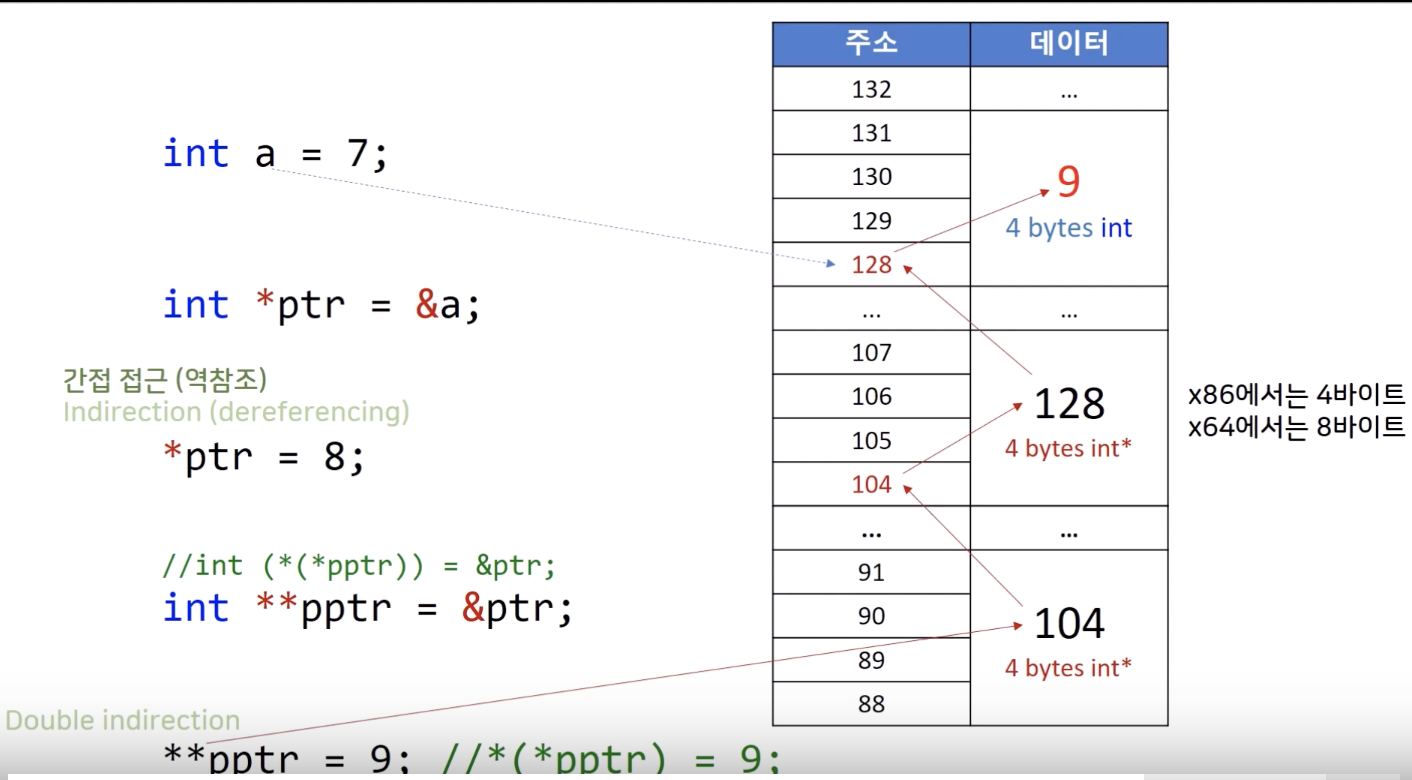 int a = 7;
int *ptr = &a;
간접 접근 (역참조)
Indirection (dereferencing)
*ptr = 8;
//int (*(*pptr)) = &ptr;
int **pptr = &ptr;
Double indirection
**pptr = 9; //*(*pptr) = 9;
주소 데이터
132 ...
131
130
129
128
9
4 bytes int
... ...
107
106
105
104
128
4 bytes int*
... ...
91
90
89
88
104
4 bytes int*
x86에서는 4바이트
x64에서는 8바이트